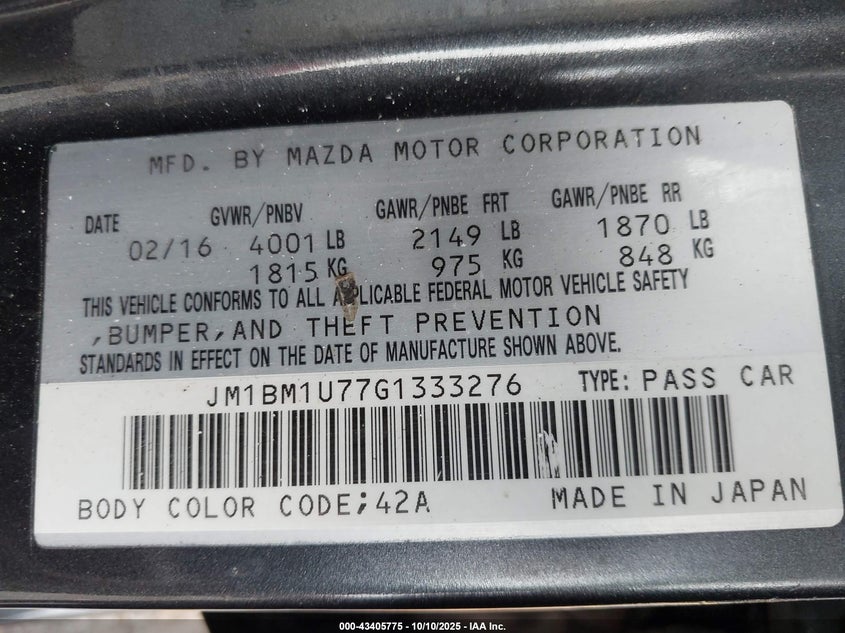 MFD. BY MAZDA MOTOR CORPORATION
DATE GVWR/PNBV GAWR/PNBE FRT GAWR/PNBE RR
02/16 4001 LB 2149 LB 1870 LB
1815 KG 975 KG 848 KG
THIS VEHICLE CONFORMS TO ALL APPLICABLE FEDERAL MOTOR VEHICLE SAFETY
,BUMPER,AND THEFT PREVENTION
STANDARDS IN EFFECT ON THE DATE OF MANUFACTURE SHOWN ABOVE.
JM1BM1U77G1333276 TYPE: PASS CAR
BODY COLOR CODE;42A MADE IN JAPAN
000-43405775 - 10/10/2025 - IAA Inc.